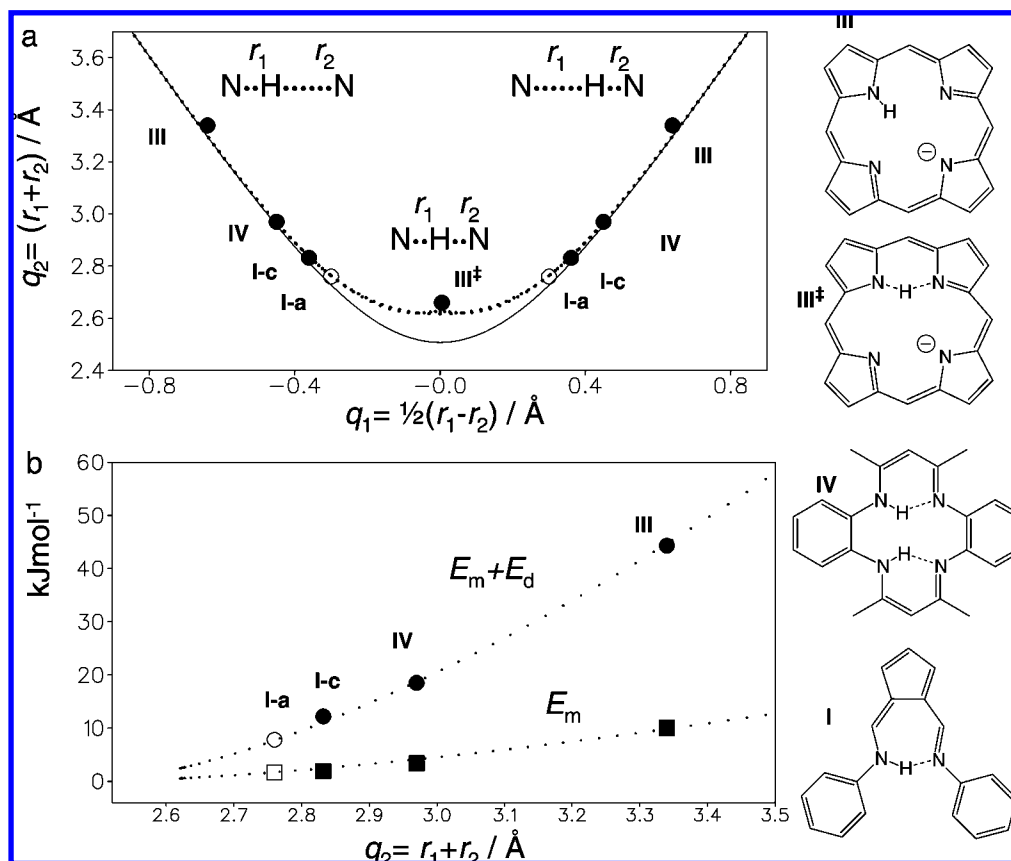 a
r1 r2
N··H······N
r1 r2
N······H·N
r1 r2
N··H··N
III
IV
I-c
I-a
III‡
I-a
I-c
IV
III
3.6
3.4
3.2
3.0
2.8
2.6
2.4
q2= (r1+r2) / Å
−0.8
−0.4
−0.0
0.4
0.8
q1= ½(r1-r2) / Å
b
60
50
40
30
20
10
0
kJmol-1
Em+Ed
Em
I-a
I-c
IV
III
2.6
2.7
2.8
2.9
3.0
3.1
3.2
3.3
3.4
3.5
q2= r1+r2 / Å
III
N
H
N
N
⊖
N
III‡
N
H
N
N
⊖
N
IV
N
H
N
H
N
N
I
N
H
N